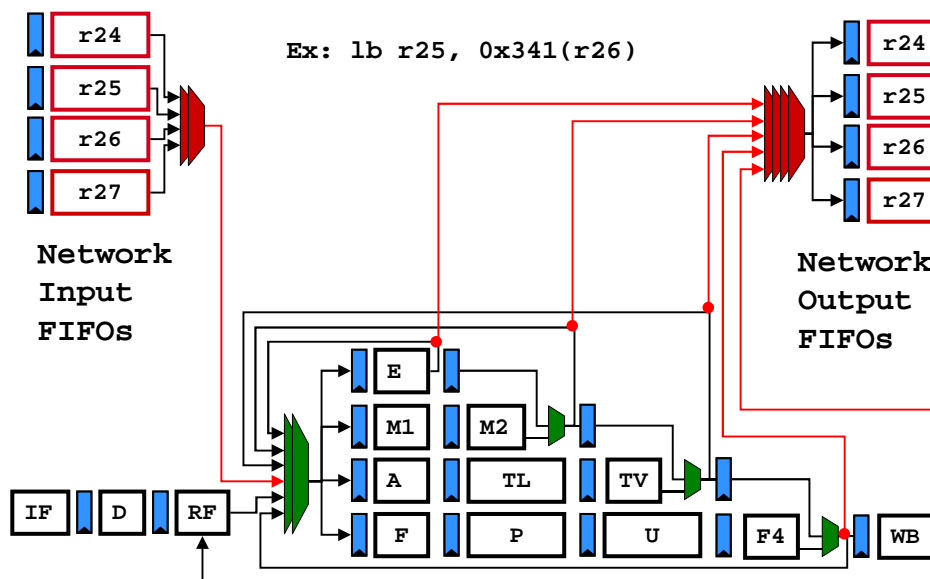 r24
r25
r26
r27
Network
Input
FIFOs
Ex: lb r25, 0x341(r26)
r24
r25
r26
r27
Network
Output
FIFOs
E
M1
M2
A
TL
TV
IF
D
RF
F
P
U
F4
WB